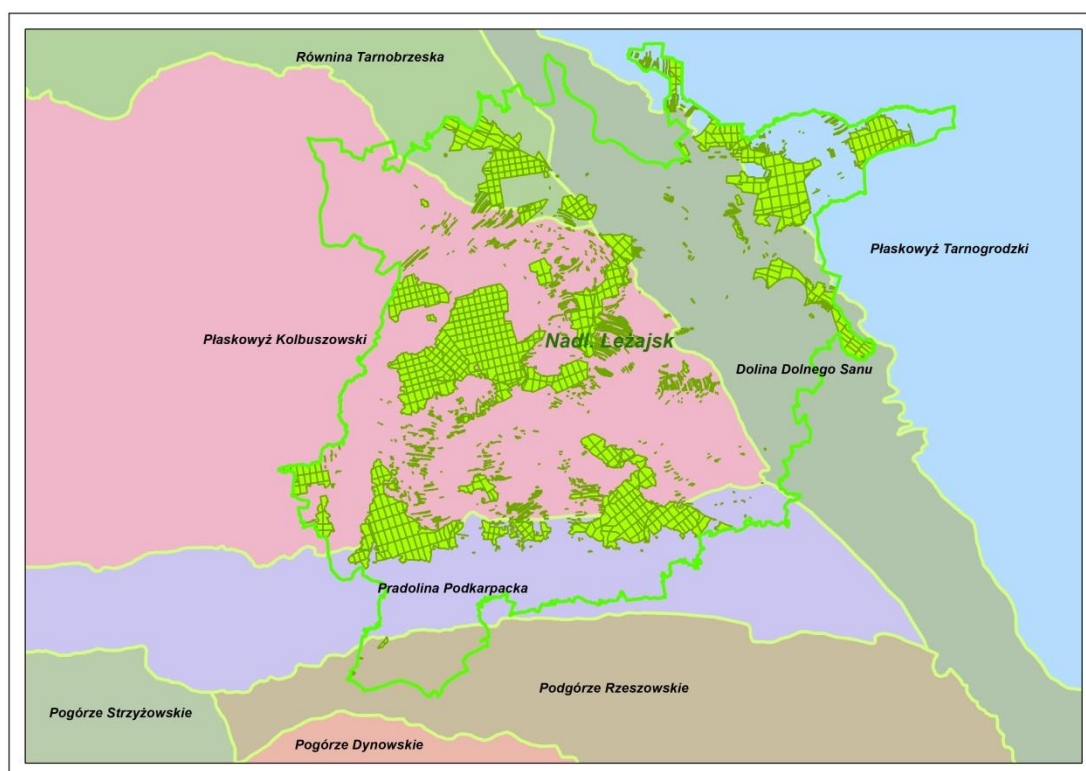 Równina Tarnobrzeska
Płaskowyż Tarnogrodzki
Płaskowyż Kolbuszowski
Nadl. Leżajsk
Dolina Dolnego Sanu
Pradolina Podkarpacka
Podgórze Rzeszowskie
Pogórze Strzyżowskie
Pogórze Dynowskie